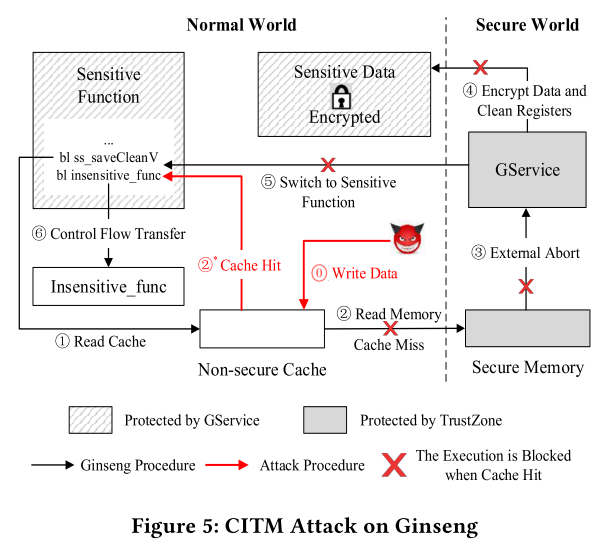 Normal World
Secure World
Sensitive
Function
...
bl ss_saveCleanV
bl insensitive_func
Sensitive Data
Encrypted
④ Encrypt Data and
Clean Registers
GService
⑤ Switch to Sensitive
Function
⑥ Control Flow Transfer
②* Cache Hit
⓪ Write Data
③ External Abort
Insensitive_func
① Read Cache
② Read Memory
Cache Miss
Non-secure Cache
Secure Memory
Protected by GService
Protected by TrustZone
Ginseng Procedure
Attack Procedure
The Execution is Blocked
when Cache Hit
Figure 5: CITM Attack on Ginseng